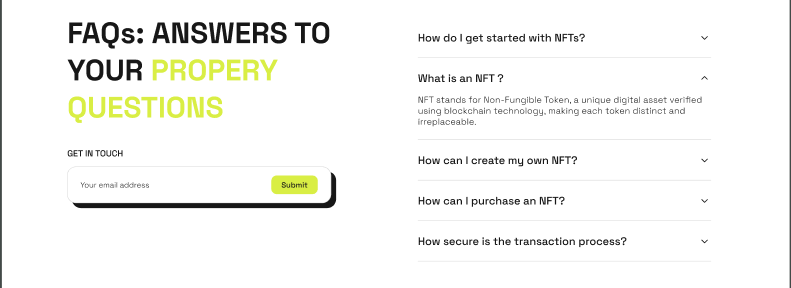 FAQs: ANSWERS TO
YOUR PROPERY
QUESTIONS
GET IN TOUCH
Your email address
Submit
How do I get started with NFTs?
What is an NFT ?
NFT stands for Non-Fungible Token, a unique digital asset verified
using blockchain technology, making each token distinct and
irreplaceable.
How can I create my own NFT?
How can I purchase an NFT?
How secure is the transaction process?